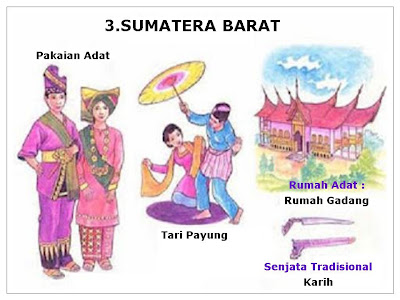 3.SUMATERA BARAT
Pakaian Adat
Tari Payung
Rumah Adat :
Rumah Gadang
Senjata Tradisional
Karih